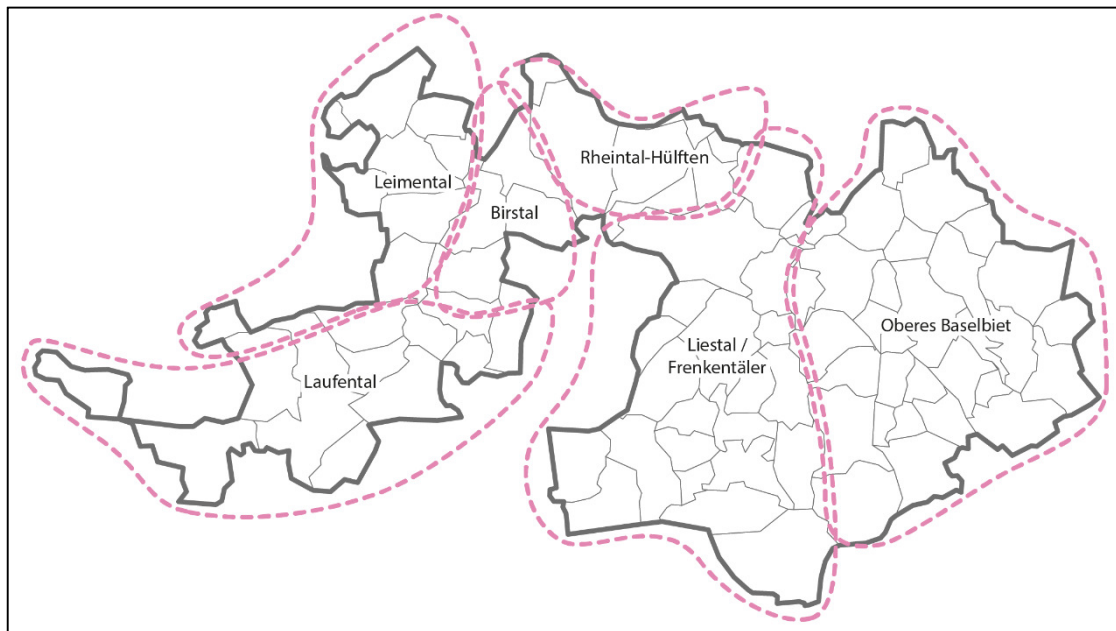 Rheintal-Hülften
Leimental
Birstal
Oberes Baselbiet
Liestal /
Frenkentäler
Laufental